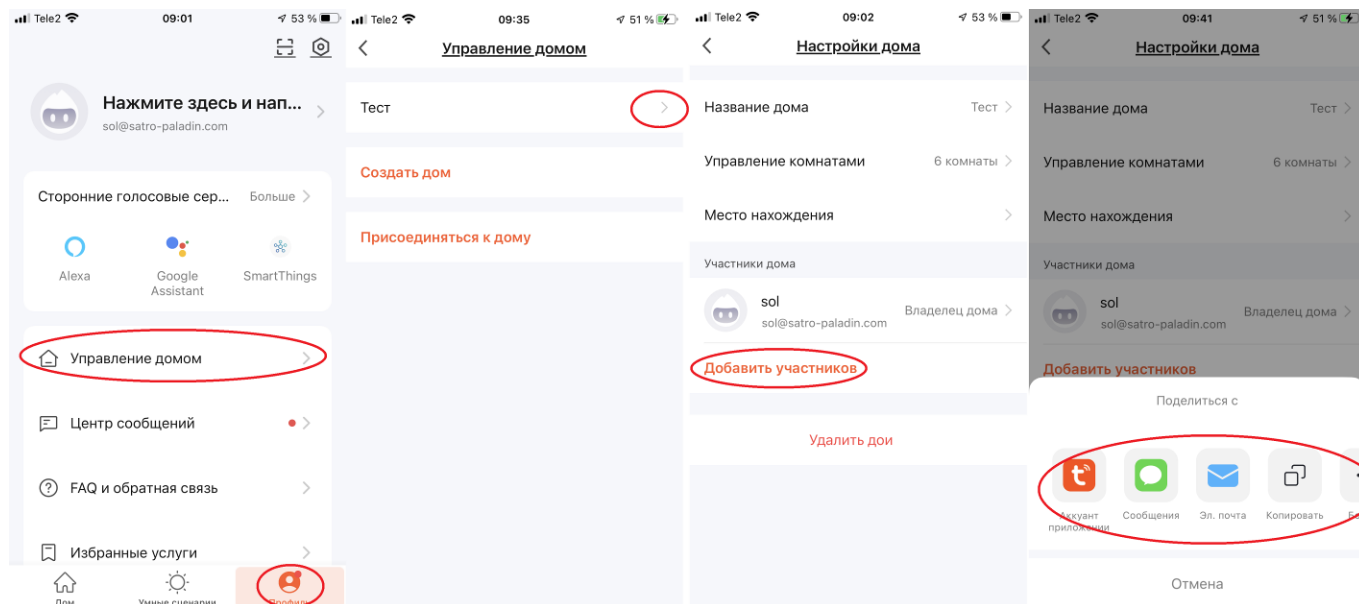 Tele2 09:01 53 %
Нажмите здесь и нап...
sol@satro-paladin.com
Сторонние голосовые сер... Больше
Alexa
Google Assistant
SmartThings
Управление домом
Центр сообщений
FAQ и обратная связь
Избранные услуги
Дом
Умные сценарии
Профиль
Tele2 09:35 51 %
Управление домом
Тест
Создать дом
Присоединяться к дому
Tele2 09:02 53 %
Настройки дома
Название дома Тест
Управление комнатами 6 комнаты
Место нахождения
Участники дома
sol
sol@satro-paladin.com
Владелец дома
Добавить участников
Удалить дои
Tele2 09:41 51 %
Настройки дома
Название дома Тест
Управление комнатами 6 комнаты
Место нахождения
Участники дома
sol
sol@satro-paladin.com
Владелец дома
Добавить участников
Поделиться с
Аккуант
приложении
Сообщения
Эл. почта
Копировать
Отмена